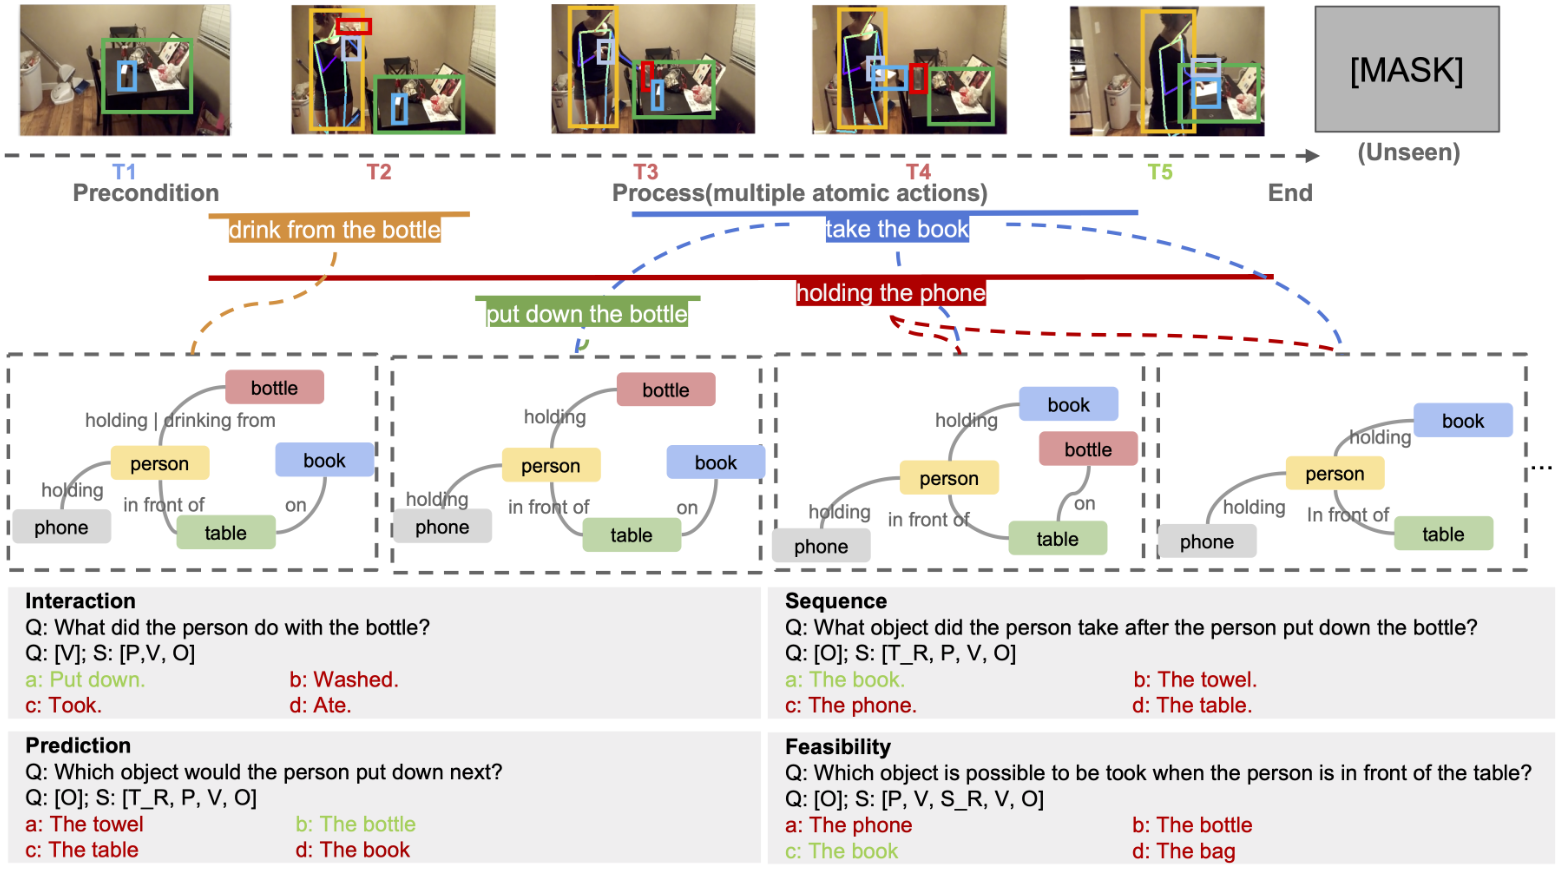 [MASK]
(Unseen)
T1
T2
T3
T4
T5
Precondition
Process(multiple atomic actions)
End
drink from the bottle
take the book
holding the phone
put down the bottle
bottle
holding | drinking from
person
book
holding
in front of
on
phone
table
bottle
holding
person
book
holding
in front of
on
phone
table
book
holding
bottle
person
holding
in front of
on
phone
table
book
holding
person
holding
In front of
phone
table
...
Interaction
Q: What did the person do with the bottle?
Q: [V]; S: [P,V, O]
a: Put down.
b: Washed.
c: Took.
d: Ate.
Sequence
Q: What object did the person take after the person put down the bottle?
Q: [O]; S: [T_R, P, V, O]
a: The book.
b: The towel.
c: The phone.
d: The table.
Prediction
Q: Which object would the person put down next?
Q: [O]; S: [T_R, P, V, O]
a: The towel
b: The bottle
c: The table
d: The book
Feasibility
Q: Which object is possible to be took when the person is in front of the table?
Q: [O]; S: [P, V, S_R, V, O]
a: The phone
b: The bottle
c: The book
d: The bag